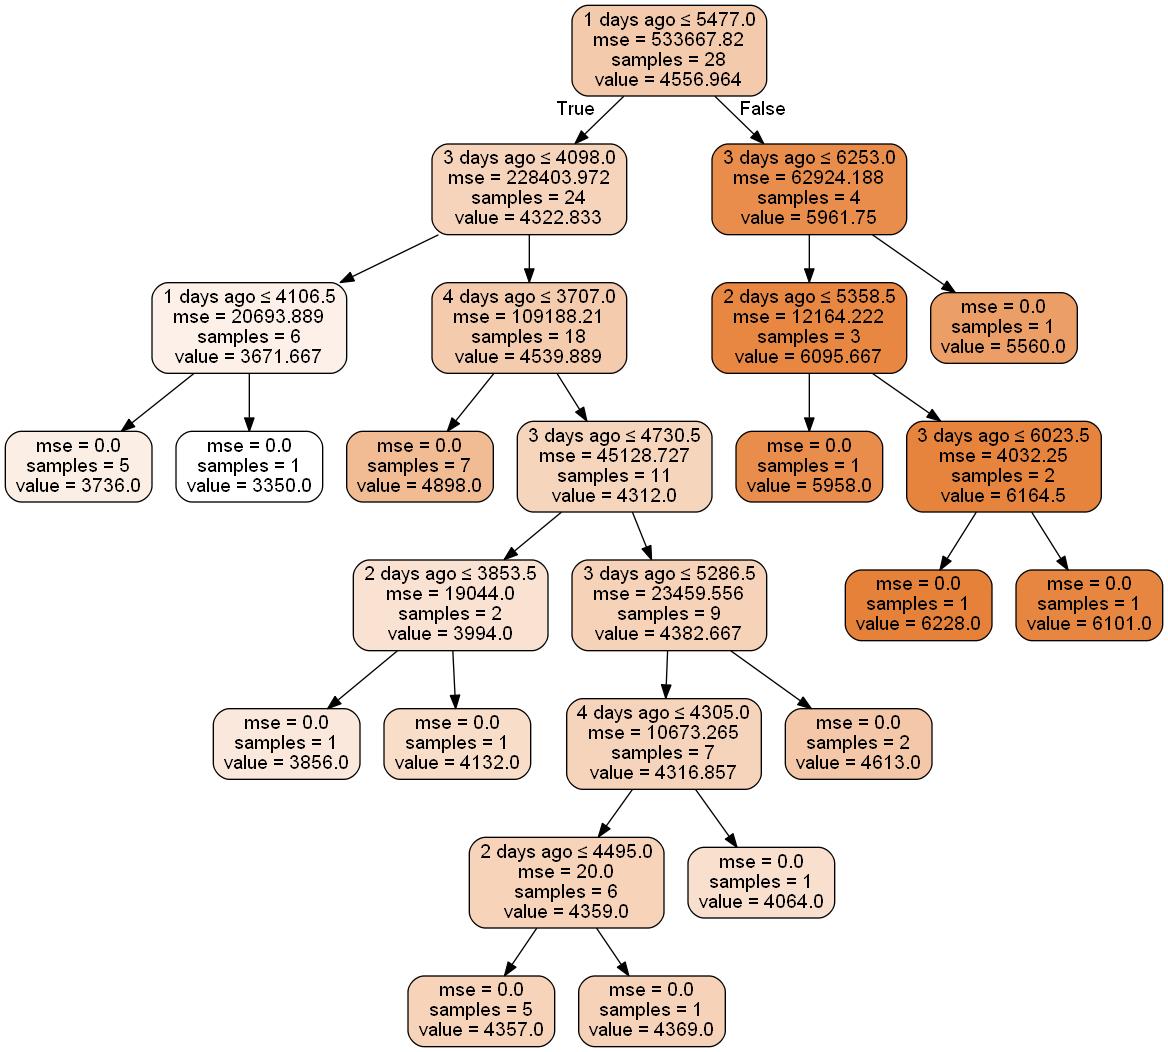 1 days ago ≤ 5477.0
mse = 533667.82
samples = 28
value = 4556.964
True
False
3 days ago ≤ 4098.0
mse = 228403.972
samples = 24
value = 4322.833
3 days ago ≤ 6253.0
mse = 62924.188
samples = 4
value = 5961.75
1 days ago ≤ 4106.5
mse = 20693.889
samples = 6
value = 3671.667
4 days ago ≤ 3707.0
mse = 109188.21
samples = 18
value = 4539.889
2 days ago ≤ 5358.5
mse = 12164.222
samples = 3
value = 6095.667
mse = 0.0
samples = 1
value = 5560.0
mse = 0.0
samples = 5
value = 3736.0
mse = 0.0
samples = 1
value = 3350.0
mse = 0.0
samples = 7
value = 4898.0
3 days ago ≤ 4730.5
mse = 45128.727
samples = 11
value = 4312.0
mse = 0.0
samples = 1
value = 5958.0
3 days ago ≤ 6023.5
mse = 4032.25
samples = 2
value = 6164.5
2 days ago ≤ 3853.5
mse = 19044.0
samples = 2
value = 3994.0
3 days ago ≤ 5286.5
mse = 23459.556
samples = 9
value = 4382.667
mse = 0.0
samples = 1
value = 6228.0
mse = 0.0
samples = 1
value = 6101.0
mse = 0.0
samples = 1
value = 3856.0
mse = 0.0
samples = 1
value = 4132.0
4 days ago ≤ 4305.0
mse = 10673.265
samples = 7
value = 4316.857
mse = 0.0
samples = 2
value = 4613.0
2 days ago ≤ 4495.0
mse = 20.0
samples = 6
value = 4359.0
mse = 0.0
samples = 1
value = 4064.0
mse = 0.0
samples = 5
value = 4357.0
mse = 0.0
samples = 1
value = 4369.0